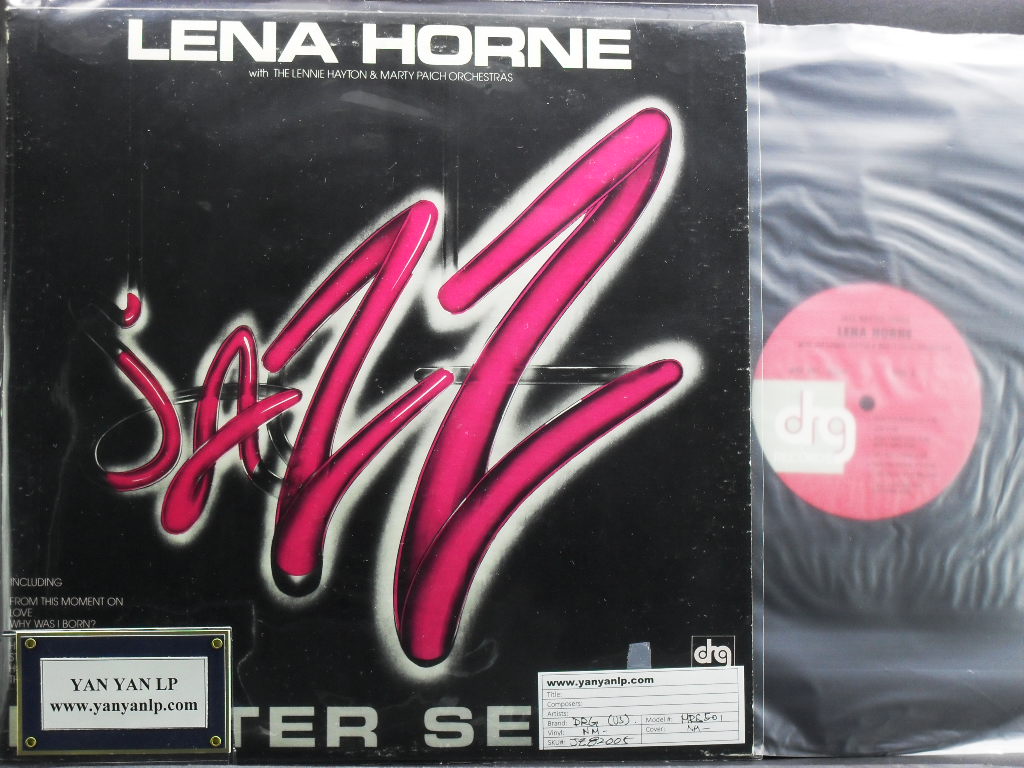 LENA HORNE
with THE LENNIE HAYTON & MARTY PAICH ORCHESTRAS
jAZZ
INCLUDING
FROM THIS MOMENT ON
LOVE
WHY WAS I BORN?
YAN YAN LP
www.yanyanlp.com
TER SE
drg
www.yanyanlp.com
Title:
Composers:
Artists:
Brand: DRG (US). Model #: MRS501
Vinyl: NM- Cover: NM-
SKU#: JZ82005
LENA HORNE
drg